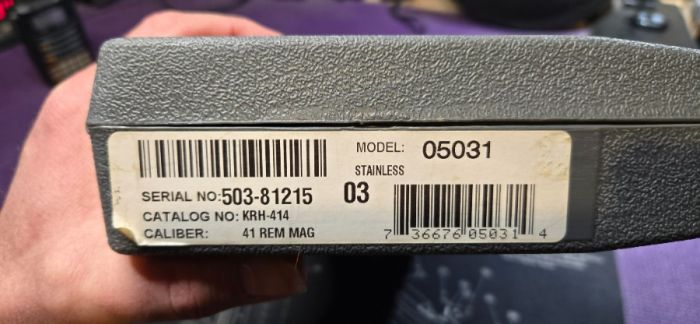 MODEL: 05031
STAINLESS
SERIAL NO:503-81215 03
CATALOG NO: KRH-414
CALIBER: 41 REM MAG
7 36676 05031 4